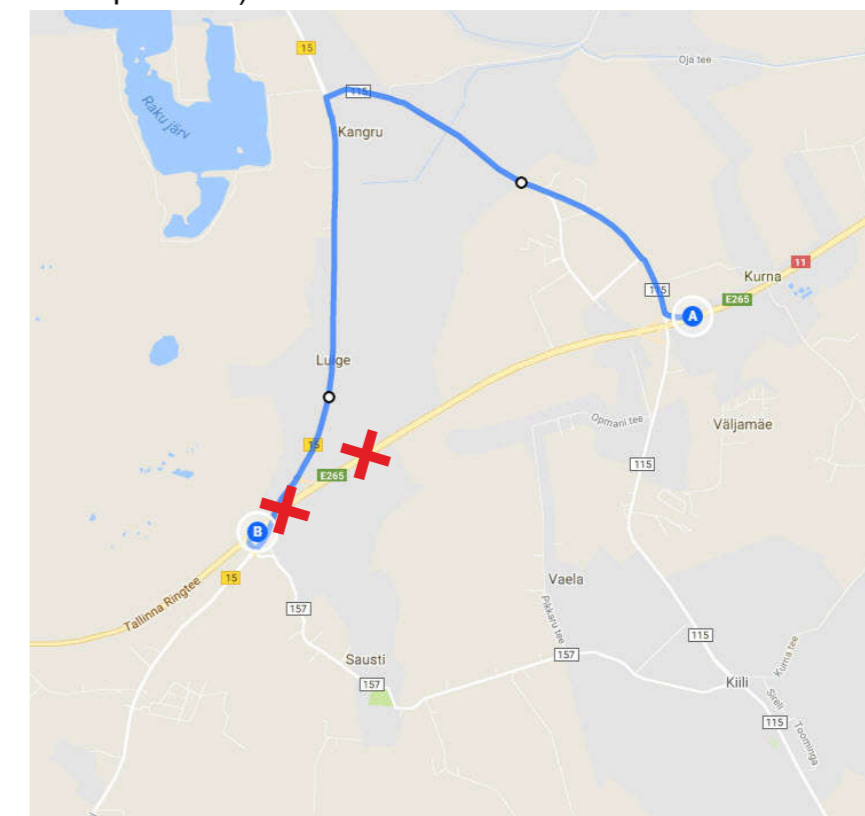 15
Oja tee
Raku järv
115
Kangru
11
Kurna
115
E265
A
Luige
Opmani tee
Väljamäe
15
115
E265
B
15
Vaela
Tallinna Ringtee
157
Pikkaru tee
115
Kurna tee
157
Sausti
157
Kiili
Sireli
115
Toominga